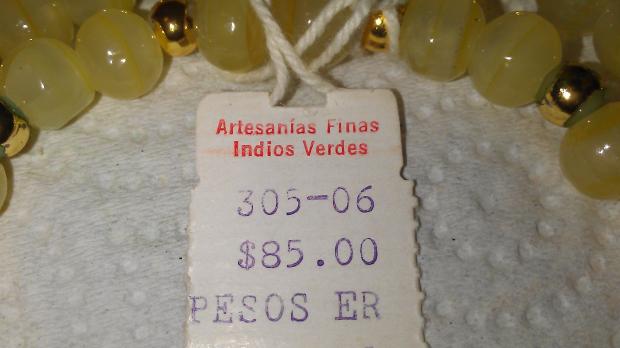 Artesanías Finas
Indios Verdes
305-06
$85.00
PESOS ER